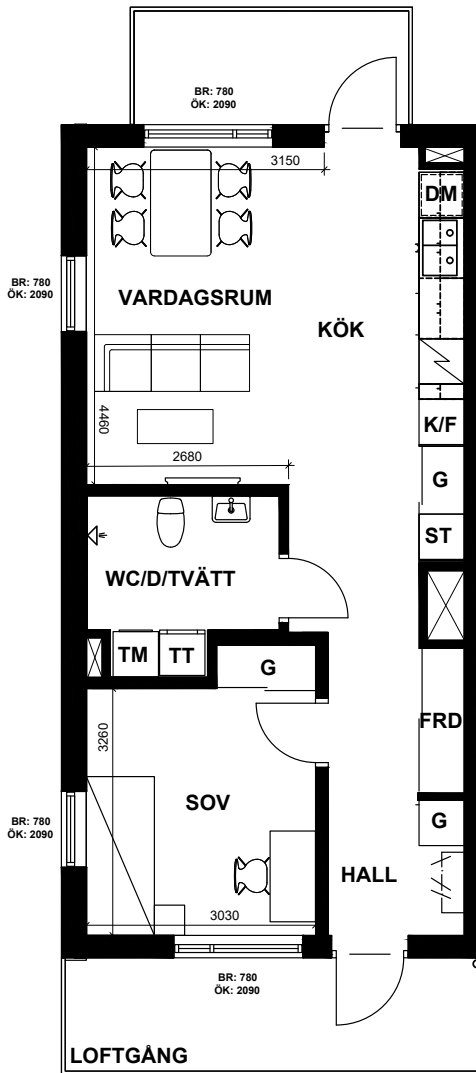 BR: 780
ÖK: 2090
3150
DM
BR: 780
ÖK: 2090
VARDAGSRUM
KÖK
4460
K/F
2680
G
ST
WC/D/TVÄTT
TM
TT
G
3260
FRD
SOV
BR: 780
ÖK: 2090
G
HALL
3030
BR: 780
ÖK: 2090
LOFTGÅNG